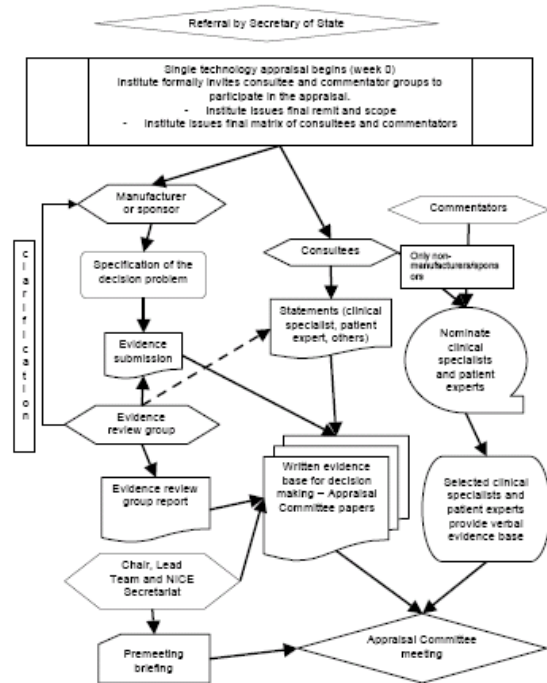 Referral by Secretary of State
Single technology appraisal begins (week 0)
Institute formally invites consultee and commentator groups to
participate in the appraisal.
- Institute issues final remit and scope
- Institute issues final matrix of consultees and commentators
Manufacturer
or sponsor
Commentators
Consultees
Only non-
manufacturers/spons
ors
clarification
Specification of the
decision problem
Statements (clinical
specialist, patient
expert, others)
Nominate
clinical
specialists
and patient
experts
Evidence
submission
Evidence
review group
Written evidence
base for decision
making – Appraisal
Committee papers
Evidence review
group report
Selected clinical
specialists and
patient experts
provide verbal
evidence base
Chair, Lead
Team and NICE
Secretariat
Premeeting
briefing
Appraisal Committee
meeting